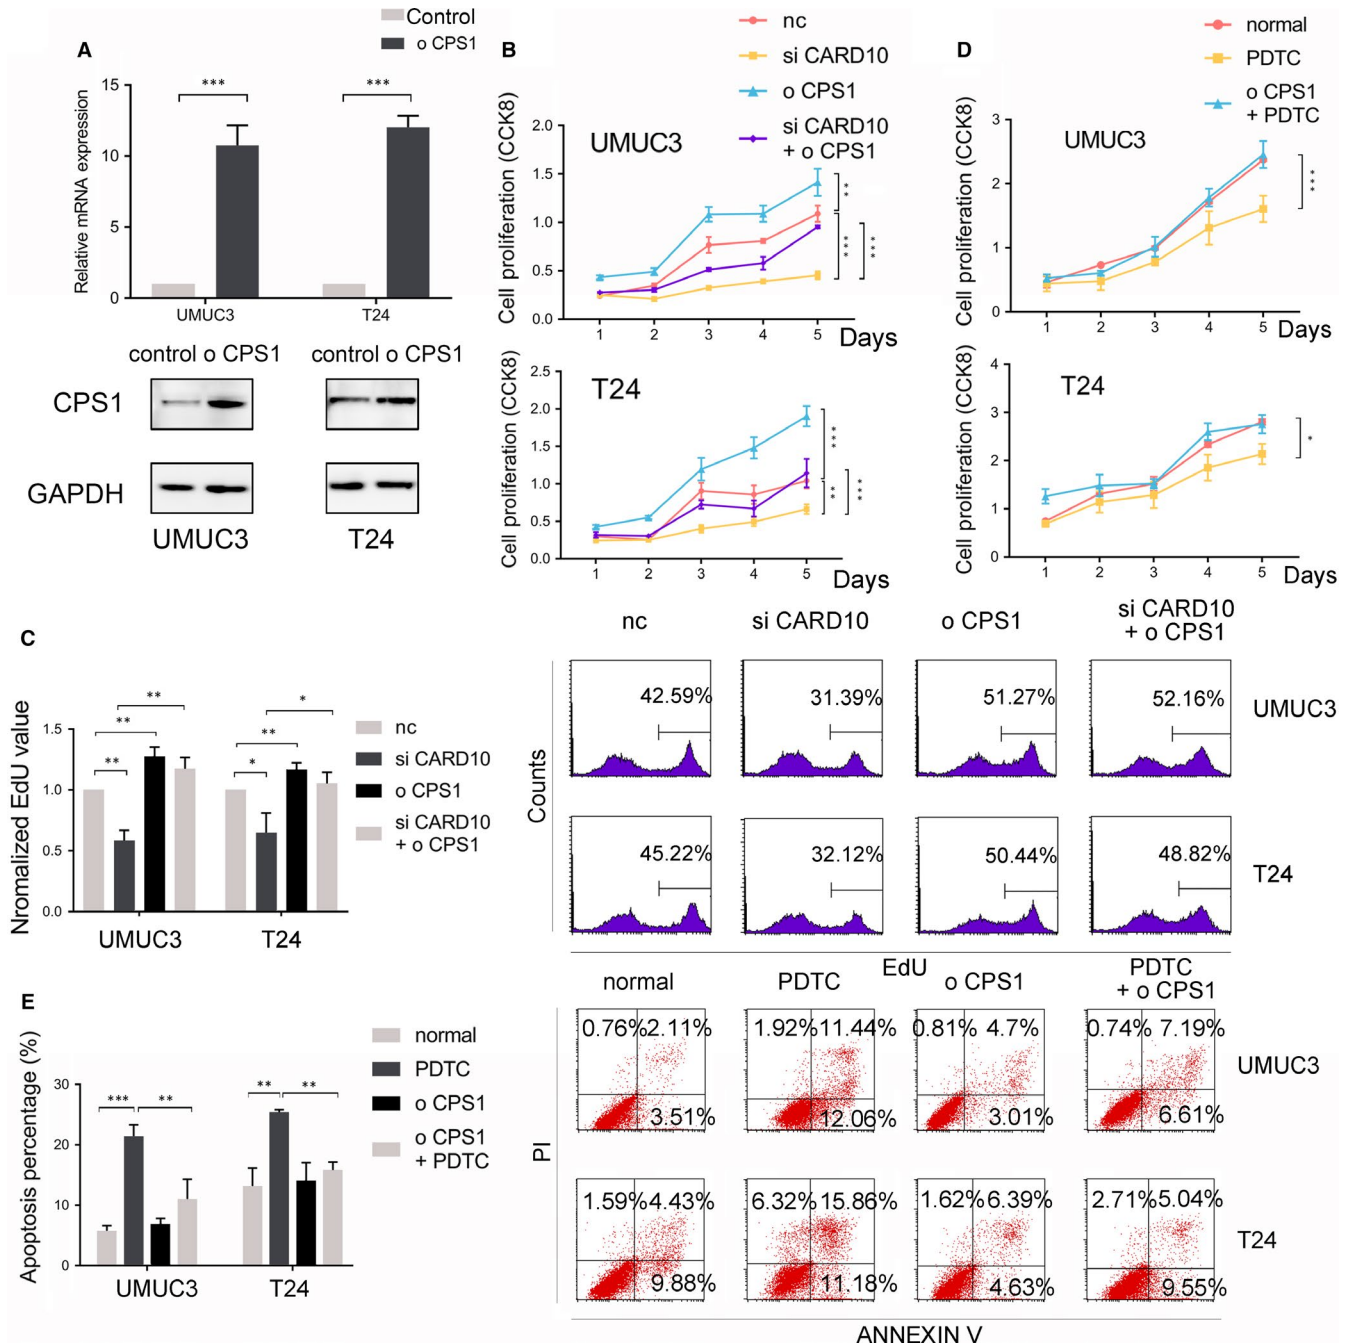 A
Control
o CPS1
Relative mRNA expression
15
10
5
0
***
***
UMUC3
T24
control o CPS1
control o CPS1
CPS1
GAPDH
UMUC3
T24
B
nc
si CARD10
o CPS1
si CARD10
+ o CPS1
UMUC3
Cell proliferation (CCK8)
2.0
1.5
1.0
0.5
0.0
**
***
***
1 2 3 4 5
Days
T24
Cell proliferation (CCK8)
2.5
2.0
1.5
1.0
0.5
0.0
***
**
***
1 2 3 4 5
Days
D
normal
PDTC
o CPS1
+ PDTC
UMUC3
Cell proliferation (CCK8)
3
2
1
0
***
1 2 3 4 5
Days
T24
Cell proliferation (CCK8)
4
3
2
1
0
*
1 2 3 4 5
Days
C
Nromalized EdU value
1.5
1.0
0.5
0.0
**
**
**
*
**
*
UMUC3
T24
nc
si CARD10
o CPS1
si CARD10
+ o CPS1
nc
si CARD10
o CPS1
si CARD10
+ o CPS1
Counts
42.59%
31.39%
51.27%
52.16%
UMUC3
45.22%
32.12%
50.44%
48.82%
T24
EdU
E
Apoptosis percentage (%)
30
20
10
0
***
**
**
**
UMUC3
T24
normal
PDTC
o CPS1
o CPS1
+ PDTC
normal
PDTC
o CPS1
PDTC
+ o CPS1
PI
0.76% 2.11%
3.51%
1.92% 11.44%
12.06%
0.81% 4.7%
3.01%
0.74% 7.19%
6.61%
UMUC3
1.59% 4.43%
9.88%
6.32% 15.86%
11.18%
1.62% 6.39%
4.63%
2.71% 5.04%
9.55%
T24
ANNEXIN V